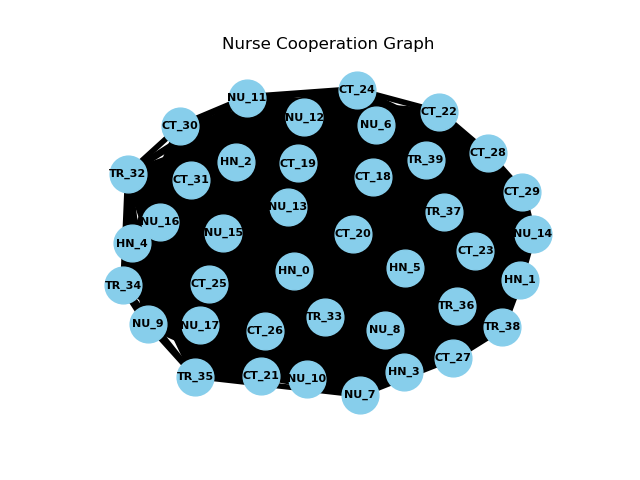 Nurse Cooperation Graph
CT_24
NU_11
CT_22
NU_12
NU_6
CT_30
CT_28
TR_39
HN_2
CT_19
TR_32
CT_18
CT_31
CT_29
NU_13
TR_37
NU_16
NU_15
CT_20
NU_14
HN_4
CT_23
HN_5
HN_0
HN_1
CT_25
TR_34
TR_36
TR_33
NU_9
NU_17
TR_38
NU_8
CT_26
CT_27
HN_3
CT_21
TR_35
NU_10
NU_7